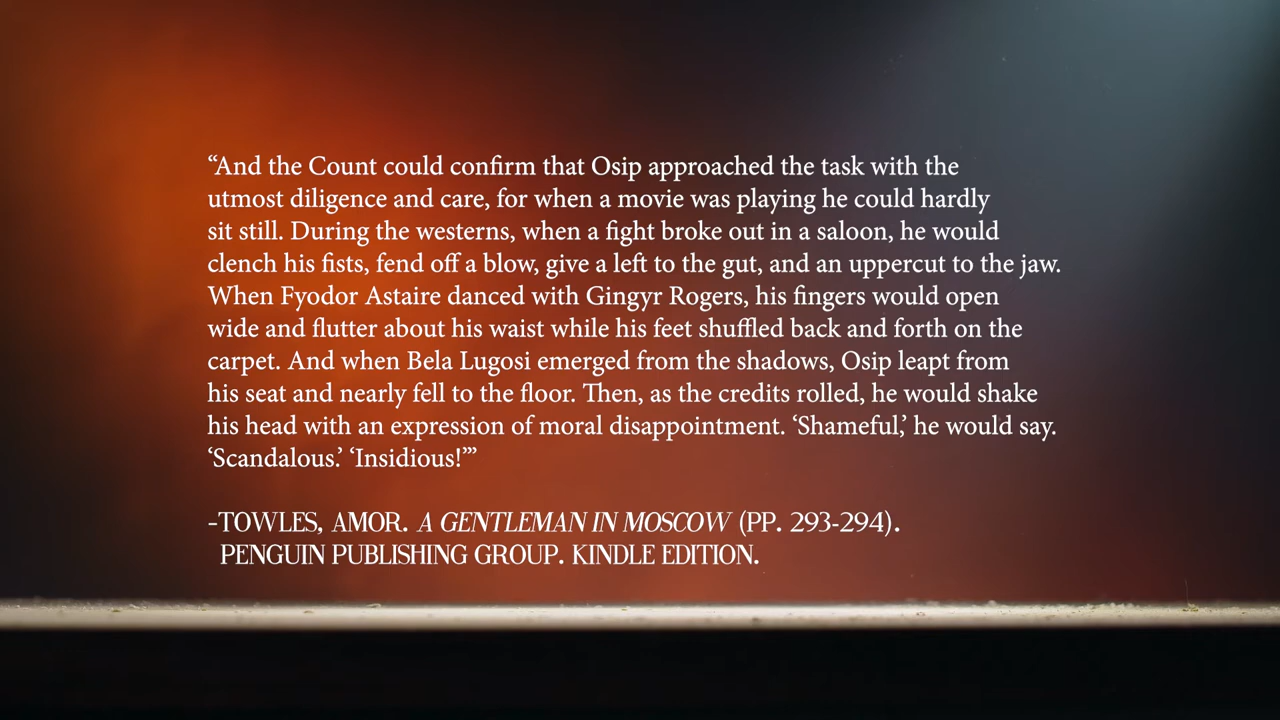 “And the Count could confirm that Osip approached the task with the
utmost diligence and care, for when a movie was playing he could hardly
sit still. During the westerns, when a fight broke out in a saloon, he would
clench his fists, fend off a blow, give a left to the gut, and an uppercut to the jaw.
When Fyodor Astaire danced with Gingyr Rogers, his fingers would open
wide and flutter about his waist while his feet shuffled back and forth on the
carpet. And when Bela Lugosi emerged from the shadows, Osip leapt from
his seat and nearly fell to the floor. Then, as the credits rolled, he would shake
his head with an expression of moral disappointment. ‘Shameful,’ he would say.
‘Scandalous.’ ‘Insidious!’”
-TOWLES, AMOR. A GENTLEMAN IN MOSCOW (PP. 293-294).
PENGUIN PUBLISHING GROUP. KINDLE EDITION.